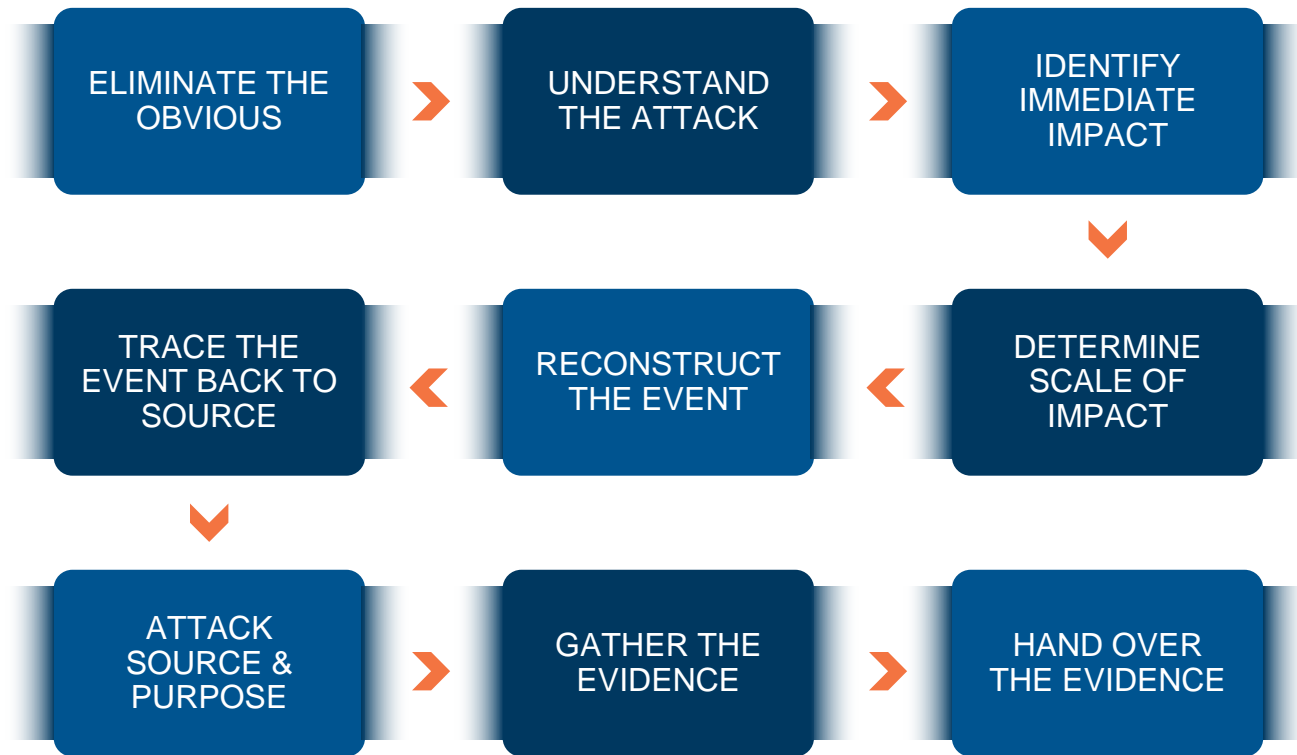 ELIMINATE THE
OBVIOUS
UNDERSTAND
THE ATTACK
IDENTIFY
IMMEDIATE
IMPACT
DETERMINE
SCALE OF
IMPACT
RECONSTRUCT
THE EVENT
TRACE THE
EVENT BACK TO
SOURCE
ATTACK
SOURCE &
PURPOSE
GATHER THE
EVIDENCE
HAND OVER
THE EVIDENCE